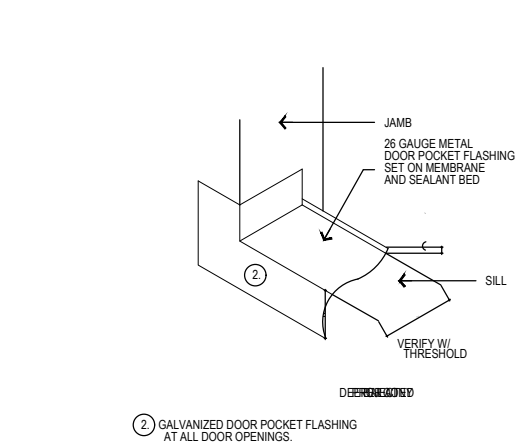 JAMB
26 GAUGE METAL
DOOR POCKET FLASHING
SET ON MEMBRANE
AND SEALANT BED
2.
SILL
VERIFY W/
THRESHOLD
2. GALVANIZED DOOR POCKET FLASHING
AT ALL DOOR OPENINGS.